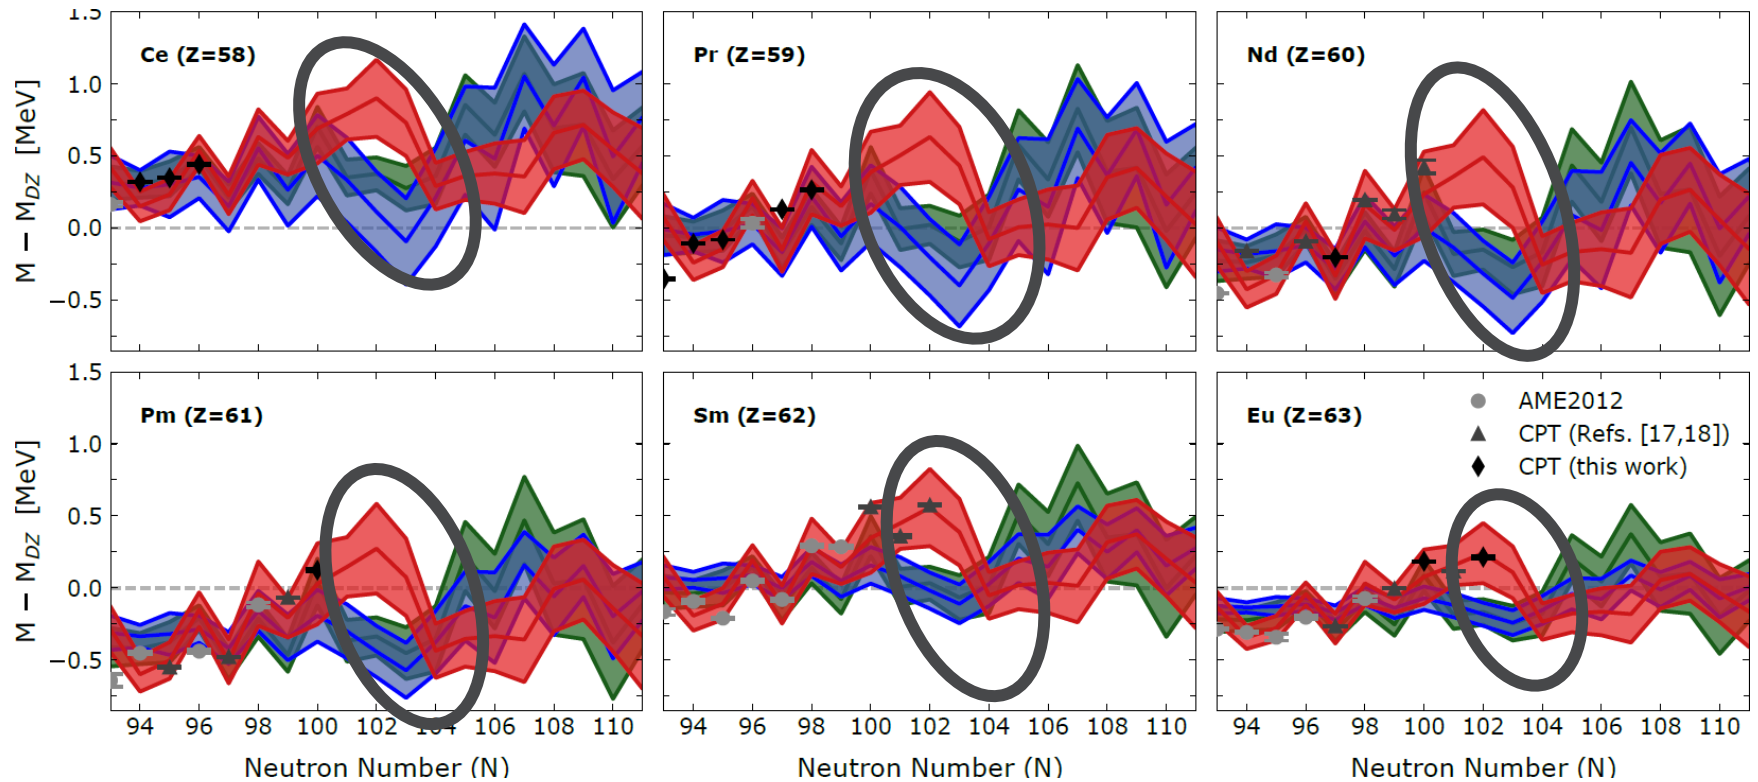 1.5
1.0
0.5
0.0
−0.5
M − M_DZ [MeV]
Ce (Z=58)
Pr (Z=59)
Nd (Z=60)
1.5
1.0
0.5
0.0
−0.5
M − M_DZ [MeV]
Pm (Z=61)
Sm (Z=62)
Eu (Z=63)
AME2012
CPT (Refs. [17,18])
CPT (this work)
94 96 98 100 102 104 106 108 110
94 96 98 100 102 104 106 108 110
94 96 98 100 102 104 106 108 110
Neutron Number (N)
Neutron Number (N)
Neutron Number (N)